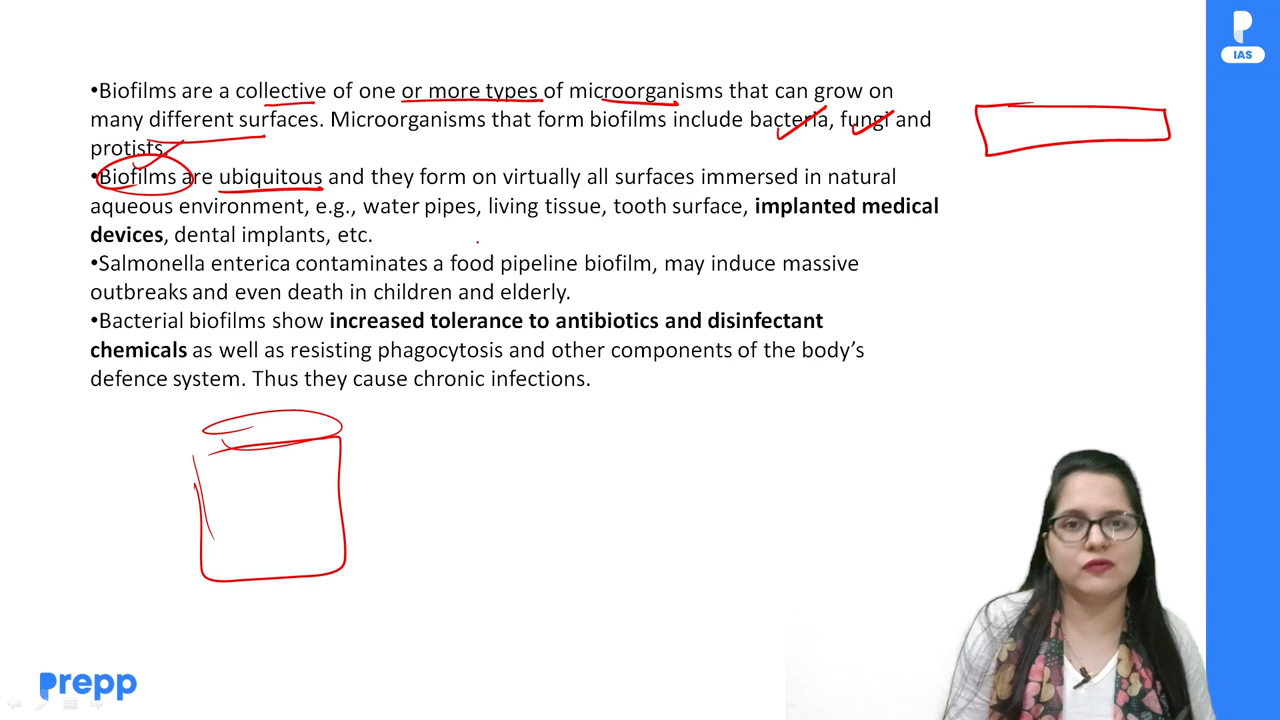 •Biofilms are a collective of one or more types of microorganisms that can grow on
many different surfaces. Microorganisms that form biofilms include bacteria, fungi and
protists.
•Biofilms are ubiquitous and they form on virtually all surfaces immersed in natural
aqueous environment, e.g., water pipes, living tissue, tooth surface, implanted medical
devices, dental implants, etc.
•Salmonella enterica contaminates a food pipeline biofilm, may induce massive
outbreaks and even death in children and elderly.
•Bacterial biofilms show increased tolerance to antibiotics and disinfectant
chemicals as well as resisting phagocytosis and other components of the body’s
defence system. Thus they cause chronic infections.
IAS
Prepp